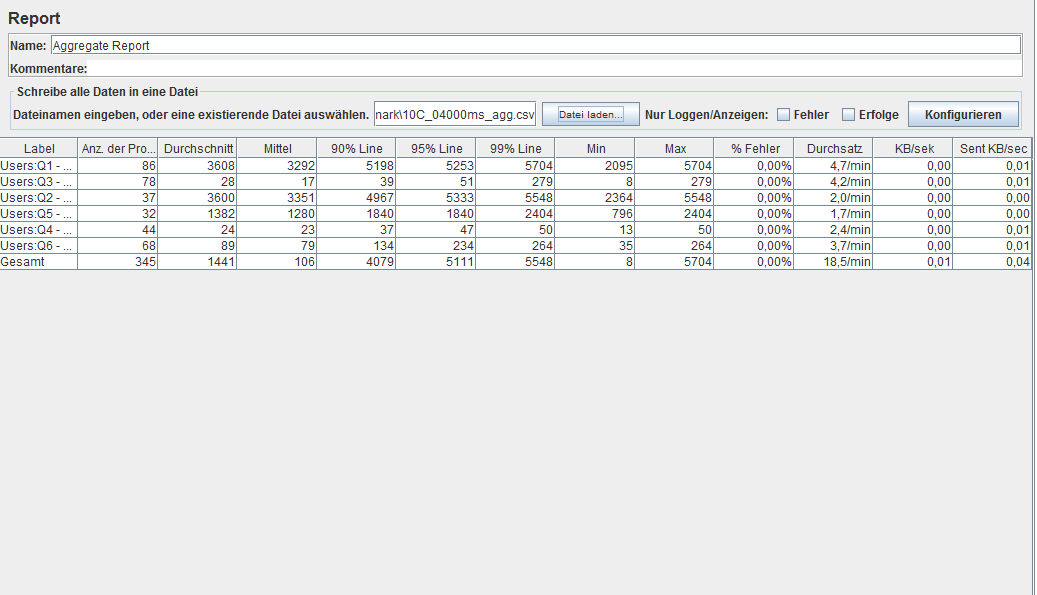 Report
Name: Aggregate Report
Kommentare:
Schreibe alle Daten in eine Datei
Dateinamen eingeben, oder eine existierende Datei auswählen. nark\10C_04000ms_agg.csv Datei laden... Nur Loggen/Anzeigen: Fehler Erfolge Konfigurieren
Label Anz. der Pro... Durchschnitt Mittel 90% Line 95% Line 99% Line Min Max % Fehler Durchsatz KB/sek Sent KB/sec
Users:Q1 - ... 86 3608 3292 5198 5253 5704 2095 5704 0,00% 4,7/min 0,00 0,01
Users:Q3 - ... 78 28 17 39 51 279 8 279 0,00% 4,2/min 0,00 0,01
Users:Q2 - ... 37 3600 3351 4967 5333 5548 2364 5548 0,00% 2,0/min 0,00 0,00
Users:Q5 - ... 32 1382 1280 1840 1840 2404 796 2404 0,00% 1,7/min 0,00 0,00
Users:Q4 - ... 44 24 23 37 47 50 13 50 0,00% 2,4/min 0,00 0,01
Users:Q6 - ... 68 89 79 134 234 264 35 264 0,00% 3,7/min 0,00 0,01
Gesamt 345 1441 106 4079 5111 5548 8 5704 0,00% 18,5/min 0,01 0,04